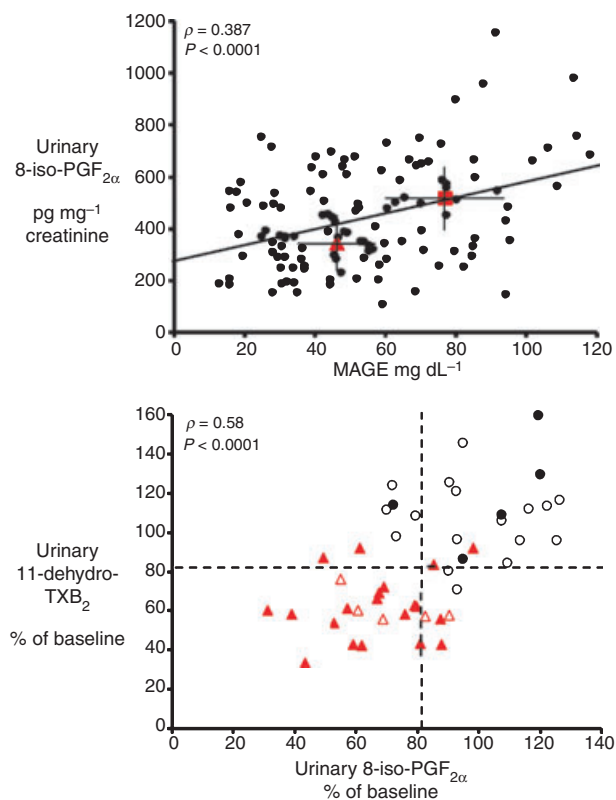 ρ = 0.387
P < 0.0001
Urinary
8-iso-PGF2α
pg mg–1
creatinine
1200
1000
800
600
400
200
0
0 20 40 60 80 100 120
MAGE mg dL–1
ρ = 0.58
P < 0.0001
Urinary
11-dehydro-
TXB2
% of baseline
160
140
120
100
80
60
40
20
0
0 20 40 60 80 100 120 140
Urinary 8-iso-PGF2α
% of baseline